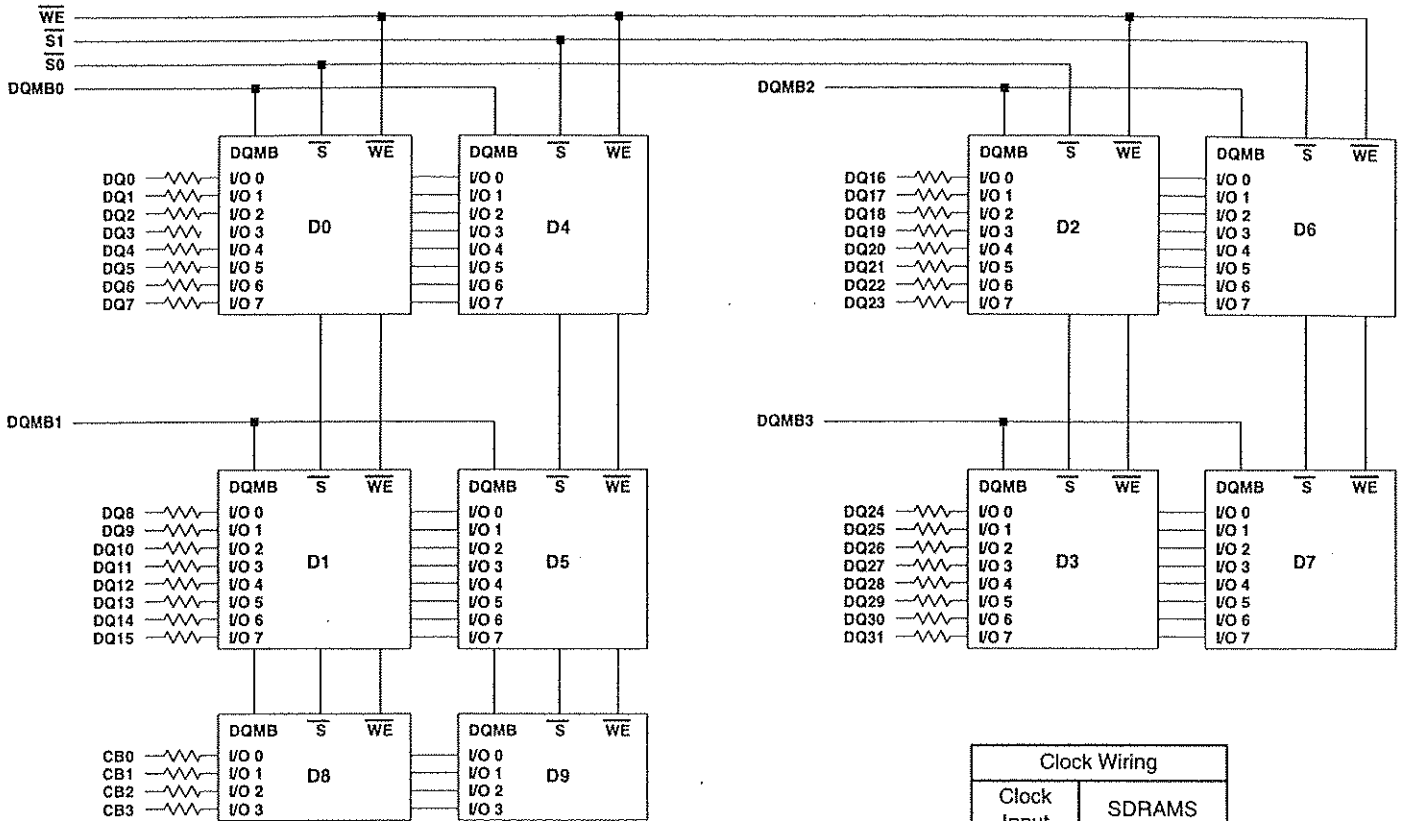 WE
S1
S0
DQMB0
DQMB2
DQMB S WE
DQMB S WE
DQMB S WE
DQMB S WE
DQ0 I/O 0 I/O 0
DQ1 I/O 1 I/O 1
DQ2 I/O 2 I/O 2
DQ3 I/O 3 D0 I/O 3 D4
DQ4 I/O 4 I/O 4
DQ5 I/O 5 I/O 5
DQ6 I/O 6 I/O 6
DQ7 I/O 7 I/O 7
DQ16 I/O 0 I/O 0
DQ17 I/O 1 I/O 1
DQ18 I/O 2 I/O 2
DQ19 I/O 3 D2 I/O 3 D6
DQ20 I/O 4 I/O 4
DQ21 I/O 5 I/O 5
DQ22 I/O 6 I/O 6
DQ23 I/O 7 I/O 7
DQMB1
DQMB3
DQMB S WE
DQMB S WE
DQMB S WE
DQMB S WE
DQ8 I/O 0 I/O 0
DQ9 I/O 1 I/O 1
DQ10 I/O 2 I/O 2
DQ11 I/O 3 D1 I/O 3 D5
DQ12 I/O 4 I/O 4
DQ13 I/O 5 I/O 5
DQ14 I/O 6 I/O 6
DQ15 I/O 7 I/O 7
DQ24 I/O 0 I/O 0
DQ25 I/O 1 I/O 1
DQ26 I/O 2 I/O 2
DQ27 I/O 3 D3 I/O 3 D7
DQ28 I/O 4 I/O 4
DQ29 I/O 5 I/O 5
DQ30 I/O 6 I/O 6
DQ31 I/O 7 I/O 7
DQMB S WE
DQMB S WE
CB0 I/O 0 I/O 0
CB1 I/O 1 D8 I/O 1 D9
CB2 I/O 2 I/O 2
CB3 I/O 3 I/O 3
Clock Wiring
Clock
Input
SDRAMS